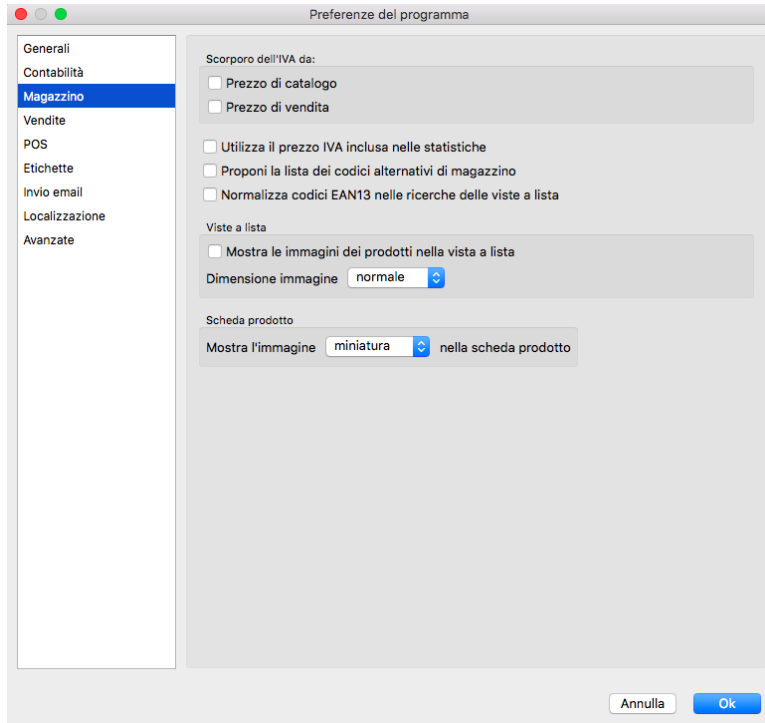 Preferenze del programma
Generali
Contabilità
Magazzino
Vendite
POS
Etichette
Invio email
Localizzazione
Avanzate
Scorporo dell'IVA da:
Prezzo di catalogo
Prezzo di vendita
Utilizza il prezzo IVA inclusa nelle statistiche
Proponi la lista dei codici alternativi di magazzino
Normalizza codici EAN13 nelle ricerche delle viste a lista
Viste a lista
Mostra le immagini dei prodotti nella vista a lista
Dimensione immagine normale
Scheda prodotto
Mostra l'immagine miniatura nella scheda prodotto
Annulla Ok